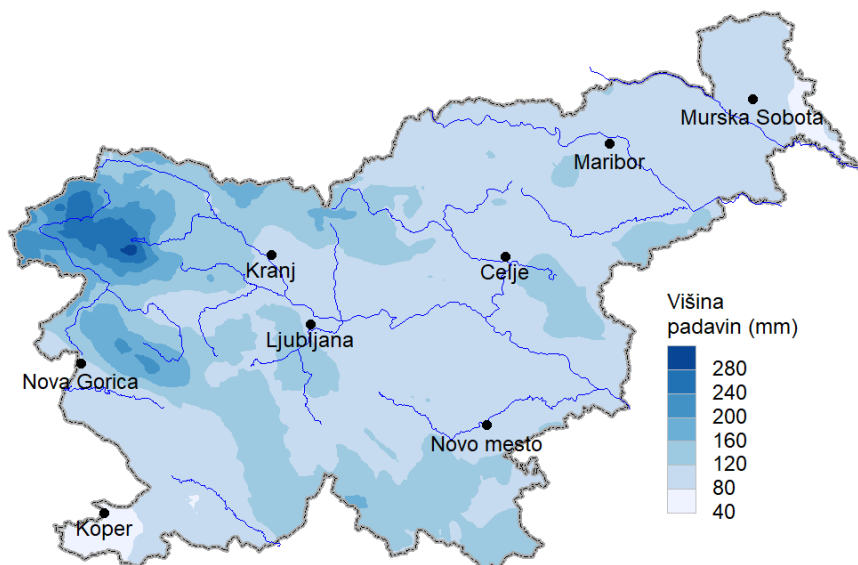 Murska Sobota
Maribor
Kranj
Celje
Ljubljana
Nova Gorica
Novo mesto
Koper
Višina
padavin (mm)
280
240
200
160
120
80
40